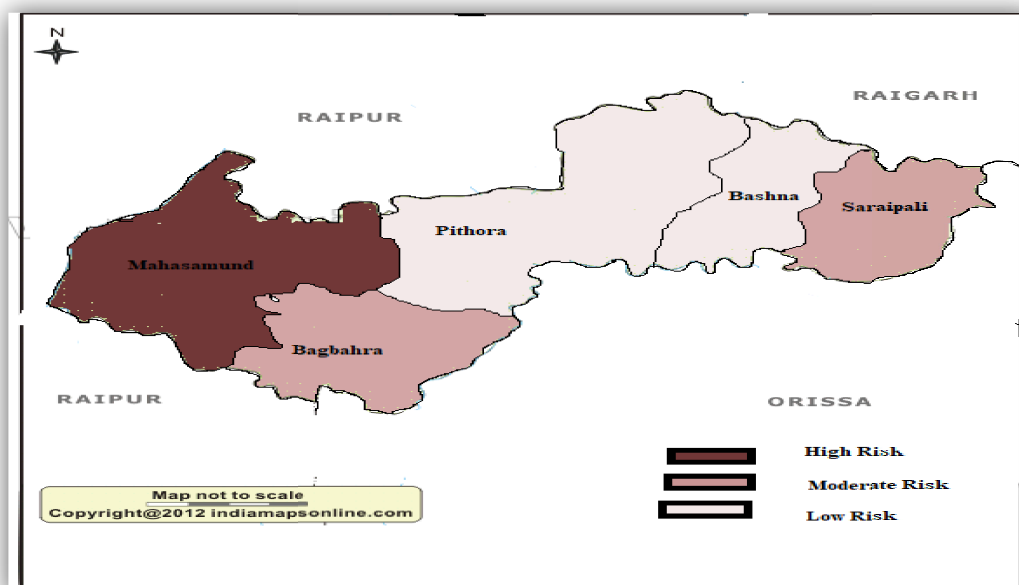 N
RAIPUR
RAIGARH
Bashna
Saraipali
Pithora
Mahasamund
Bagbahra
RAIPUR
ORISSA
High Risk
Moderate Risk
Low Risk
Map not to scale
Copyright@2012 indiamapsonline.com